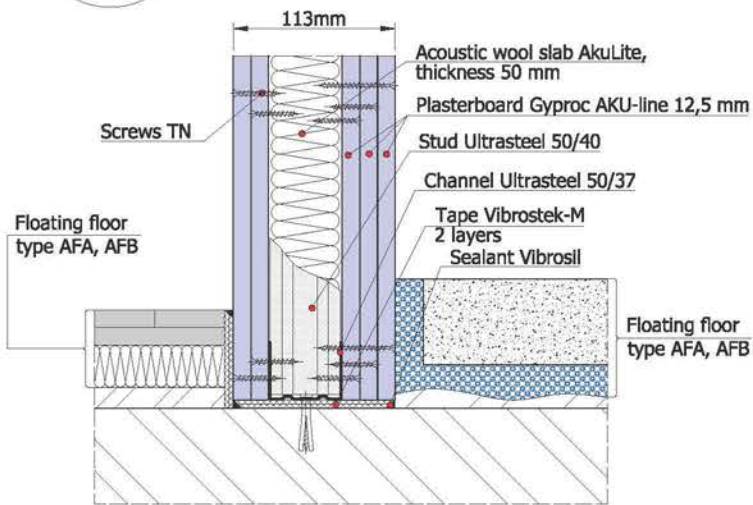 113mm
Acoustic wool slab AkuLite,
thickness 50 mm
Plasterboard Gyproc AKU-line 12,5 mm
Screws TN
Stud Ultrasteel 50/40
Channel Ultrasteel 50/37
Tape Vibrostek-M
2 layers
Sealant Vibrosil
Floating floor
type AFA, AFB
Floating floor
type AFA, AFB